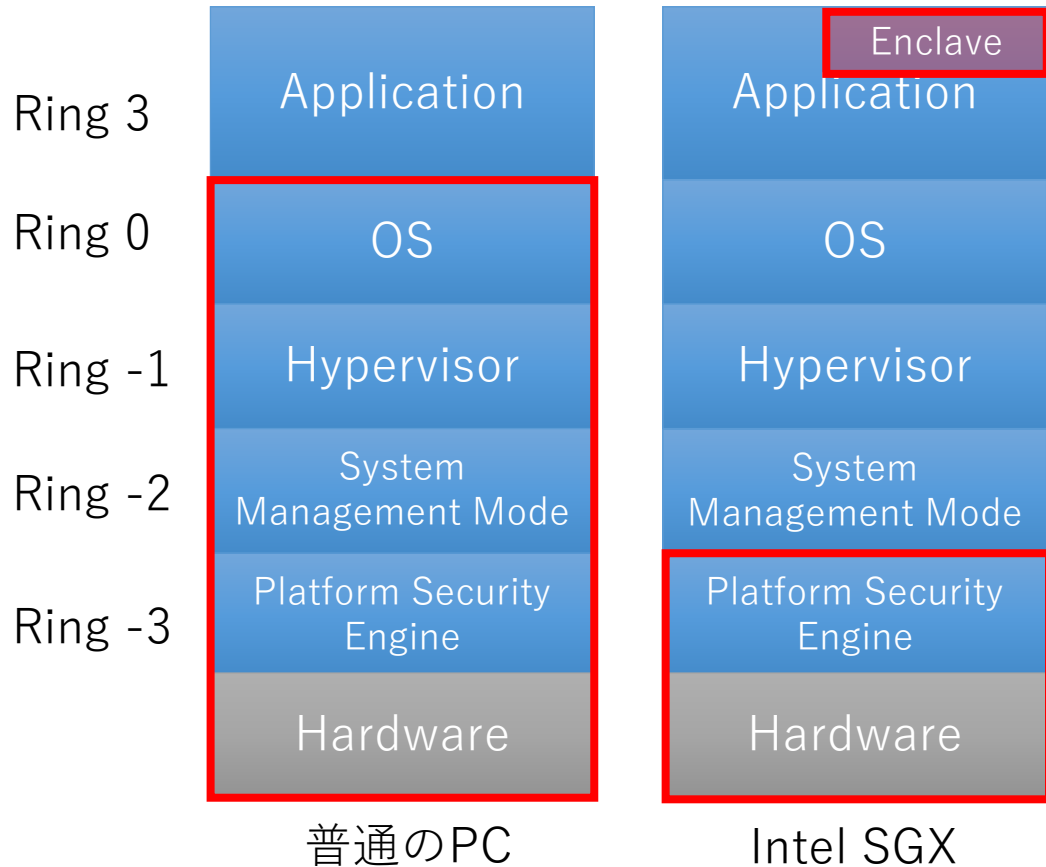 Enclave
Ring 3
Application
Application
Ring 0
OS
OS
Ring -1
Hypervisor
Hypervisor
Ring -2
System
Management Mode
System
Management Mode
Ring -3
Platform Security
Engine
Platform Security
Engine
Hardware
Hardware
普通のPC
Intel SGX